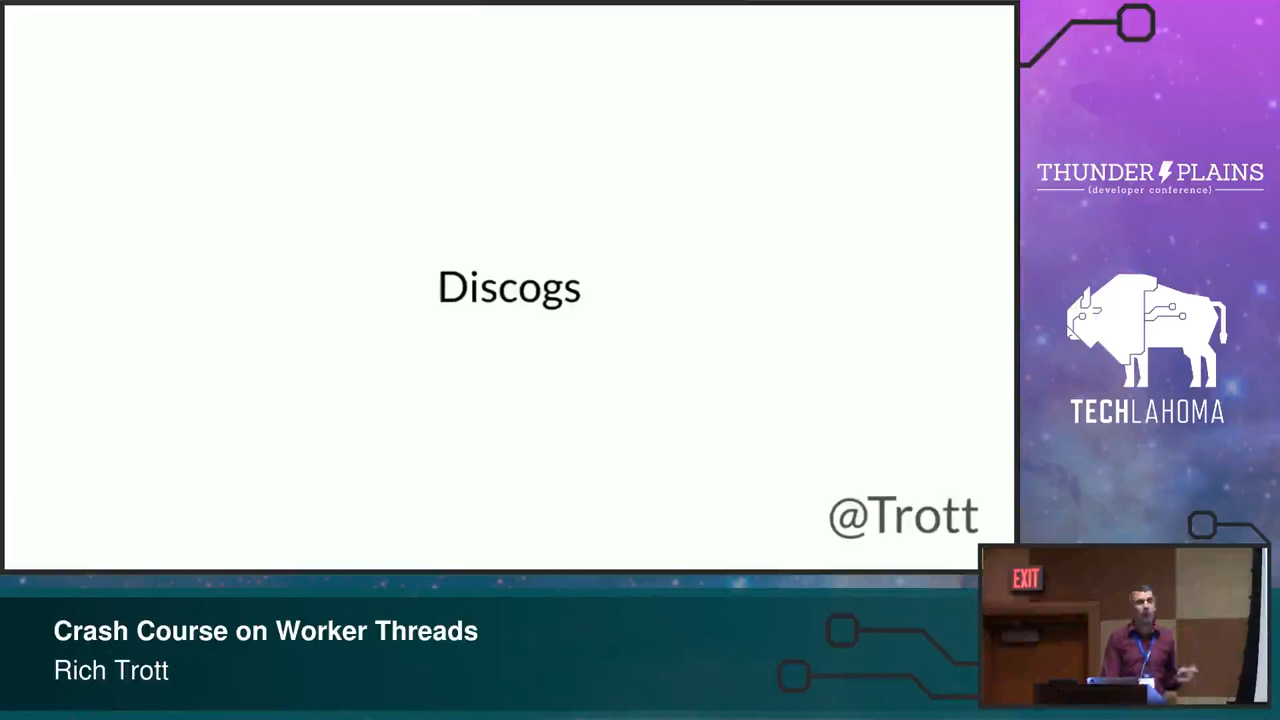 Discogs
@Trott
THUNDER PLAINS
{developer conference}
TECHLAHOMA
EXIT
Crash Course on Worker Threads
Rich Trott